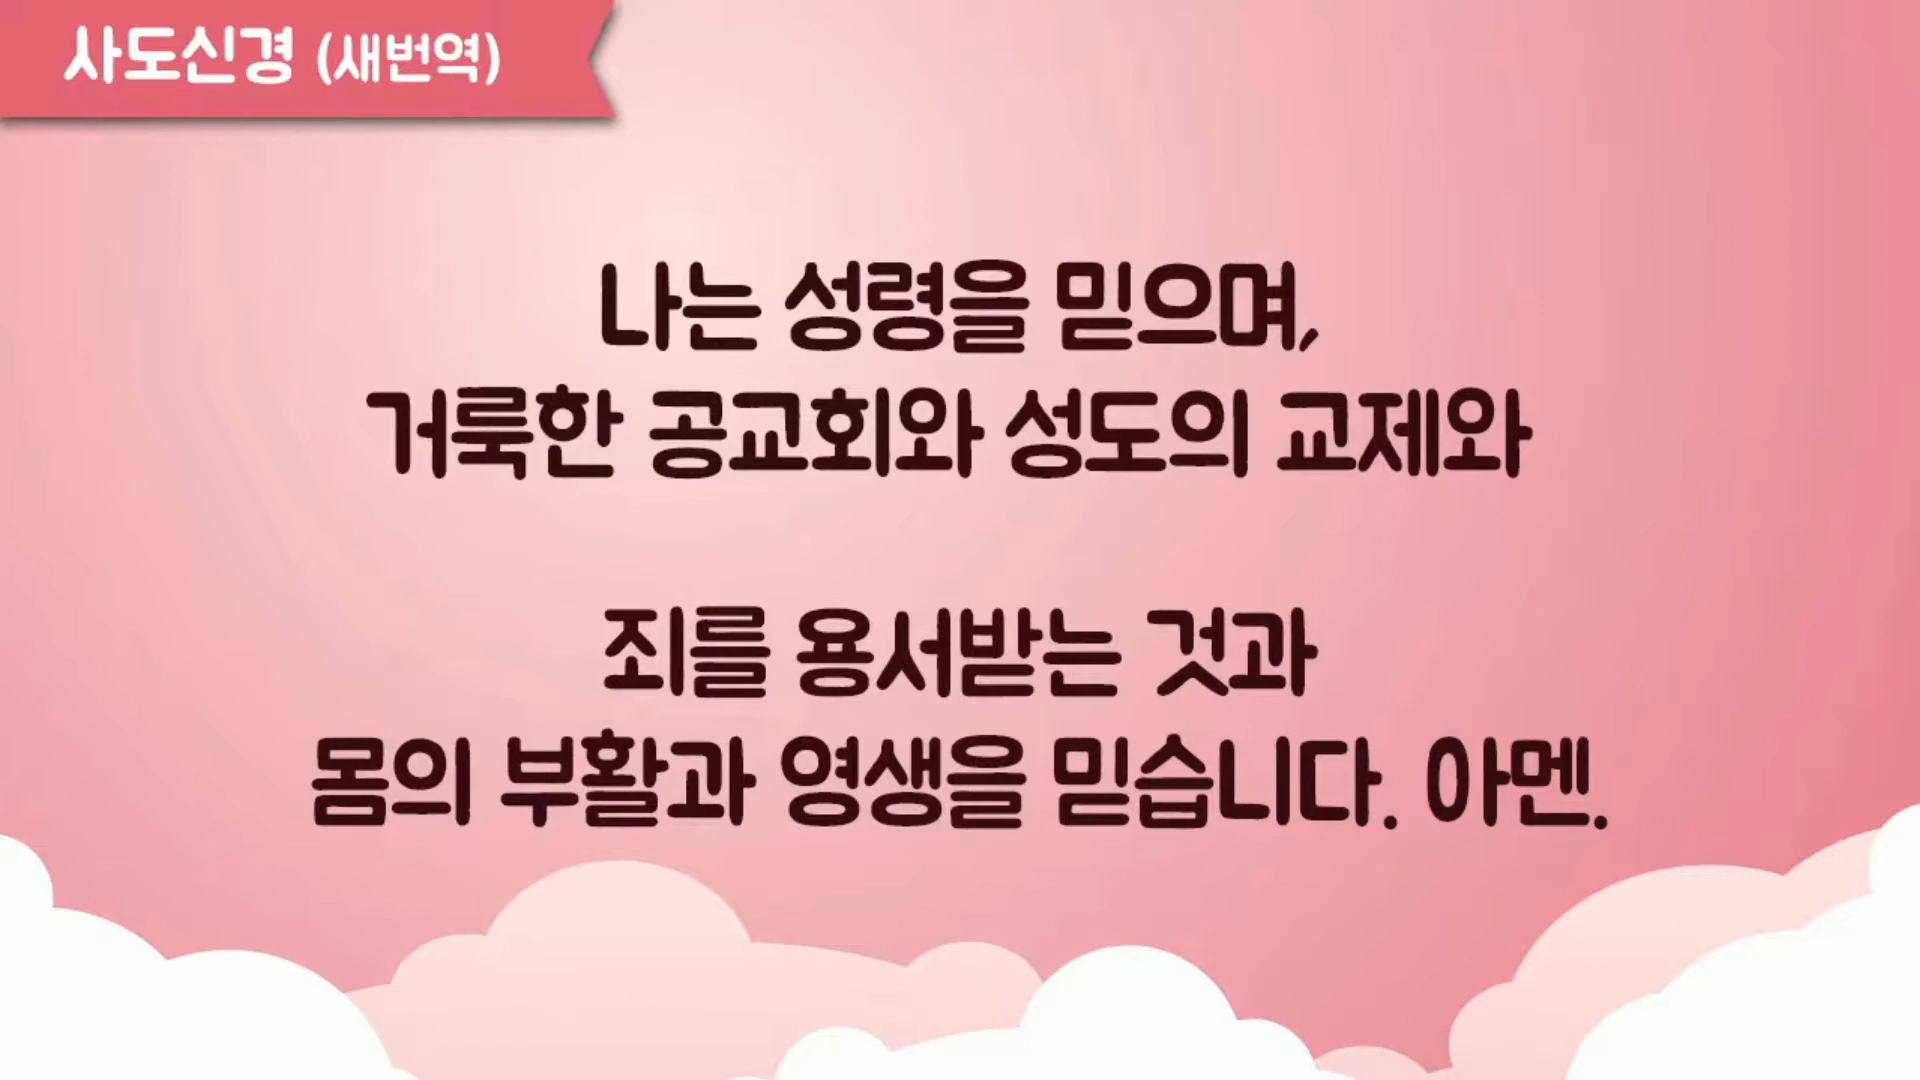 사도신경 (새번역)
나는 성령을 믿으며,
거룩한 공교회와 성도의 교제와
죄를 용서받는 것과
몸의 부활과 영생을 믿습니다. 아멘.